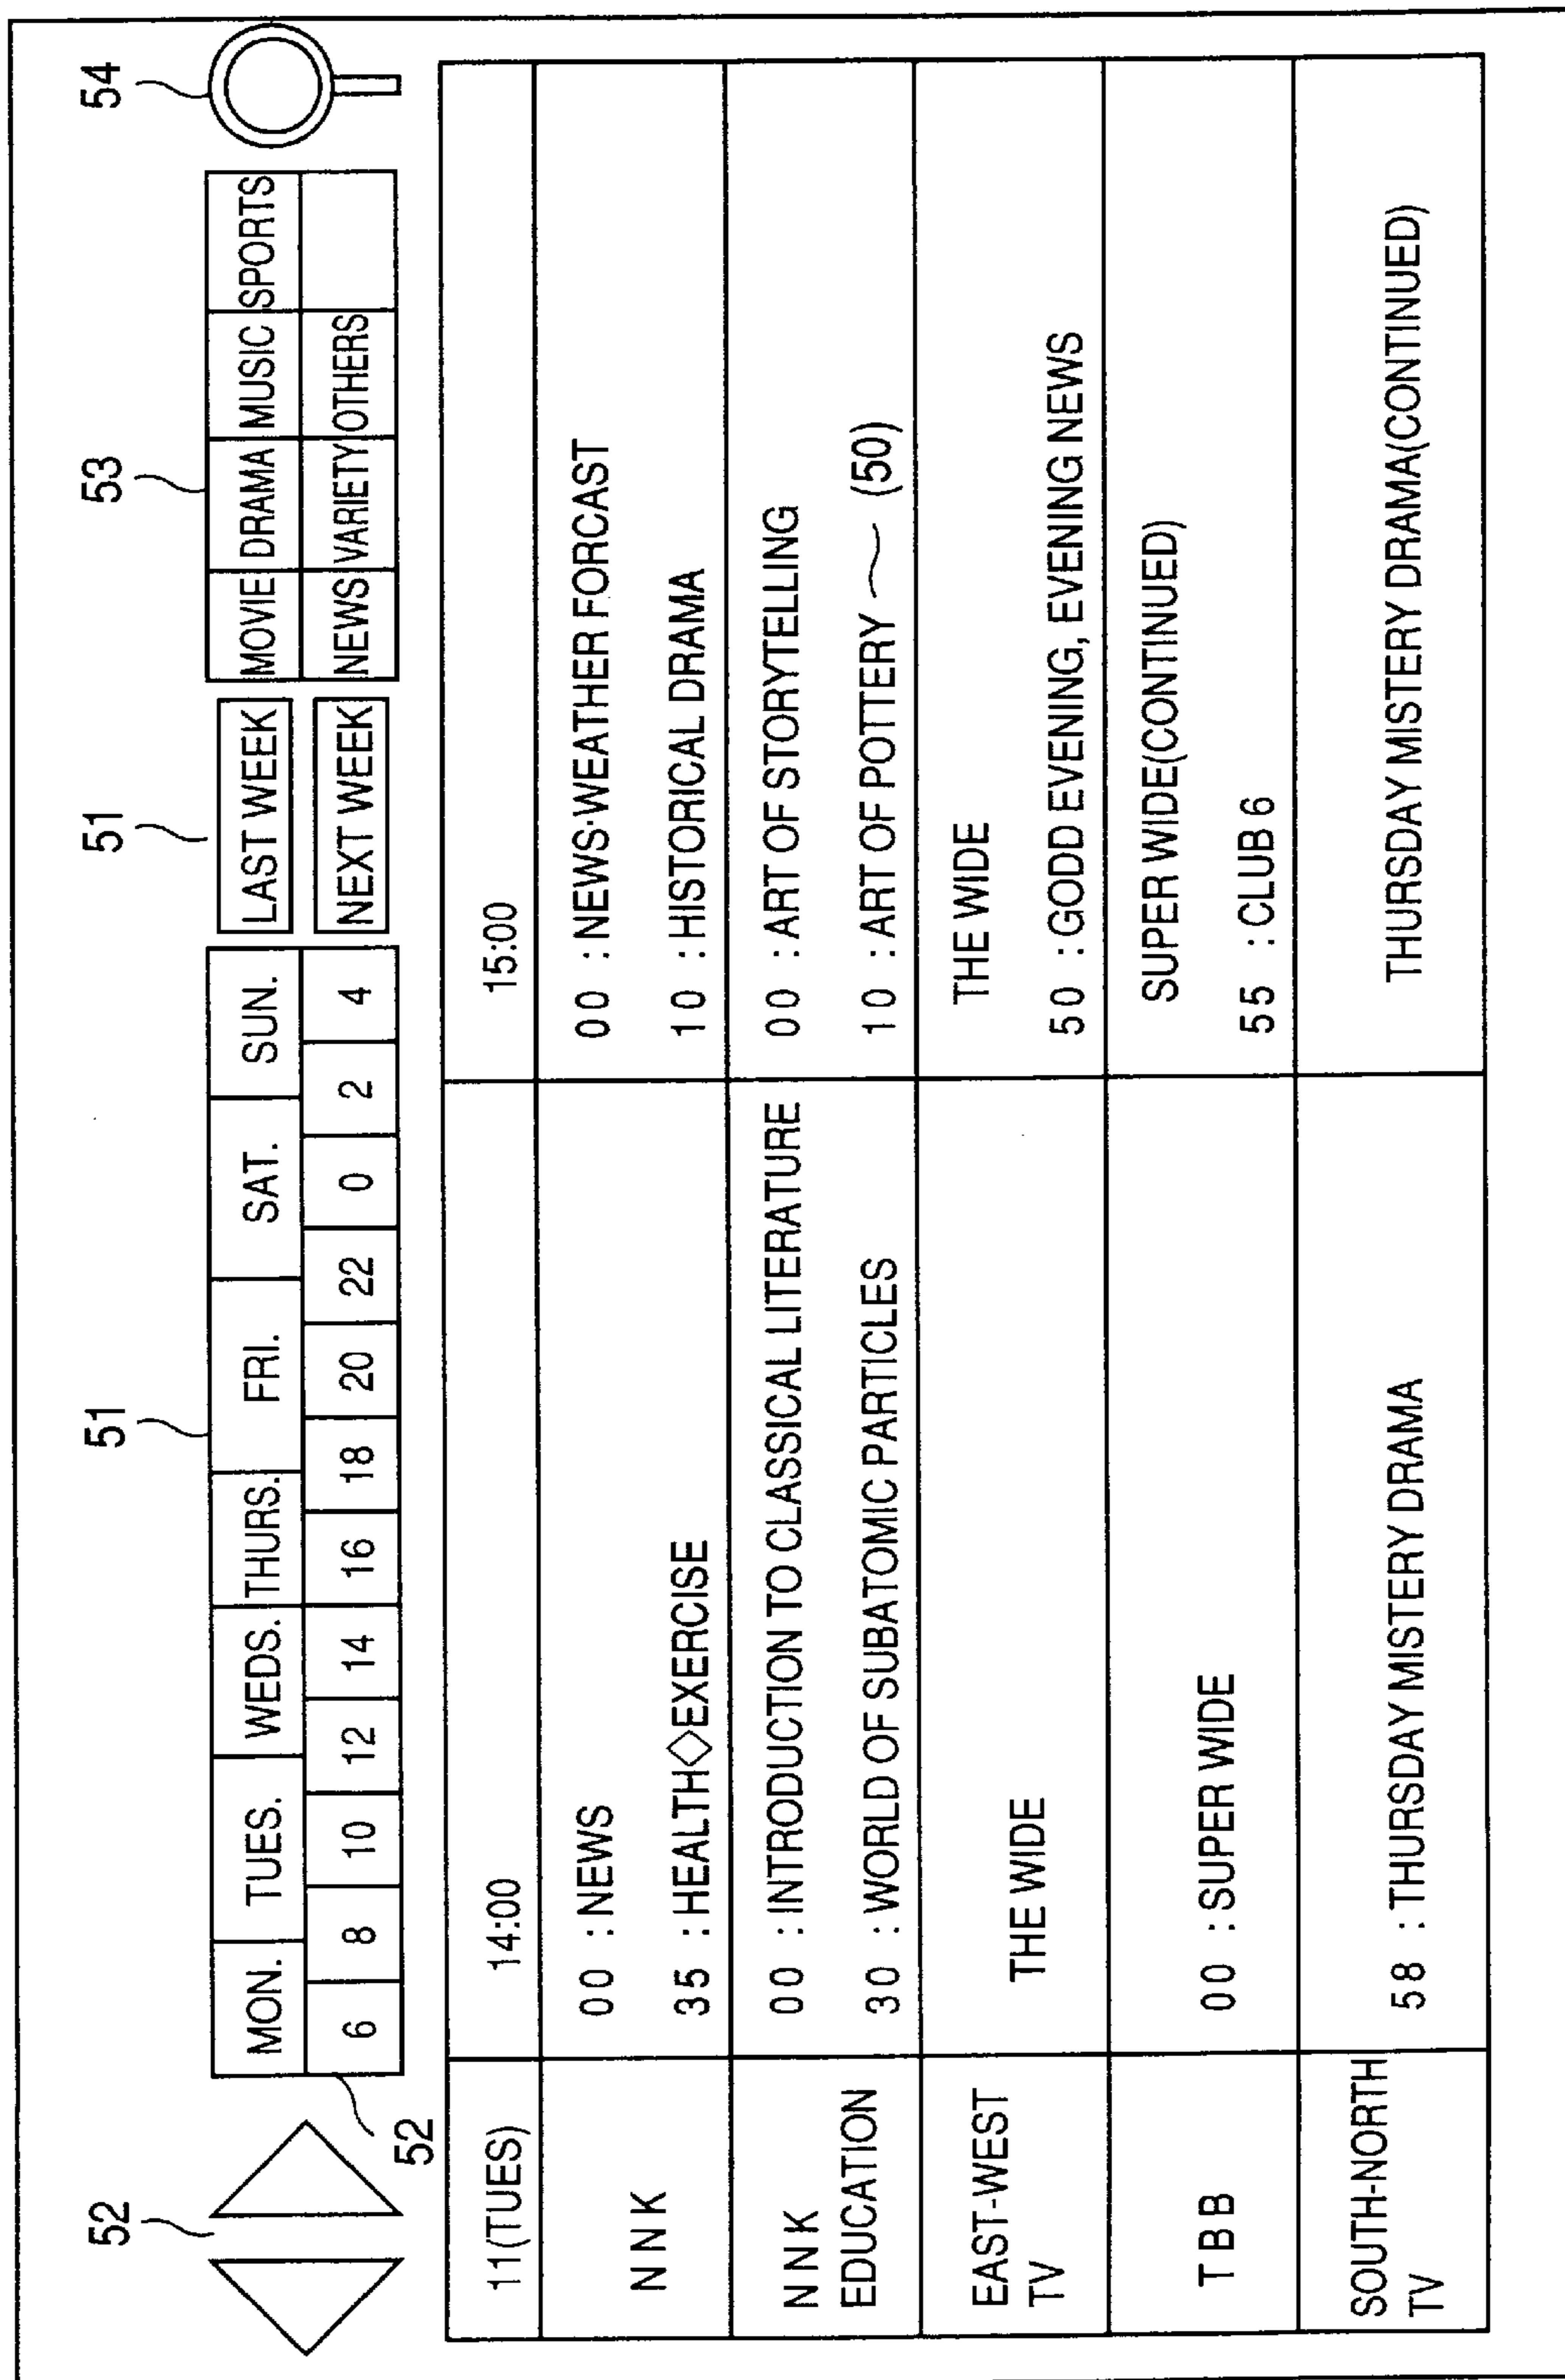 52
51
51
53
54
MON.
TUES.
WEDS.
THURS.
FRI.
SAT.
SUN.
LAST WEEK
MOVIE
DRAMA
MUSIC
SPORTS
6
8
10
12
14
16
18
20
22
0
2
4
NEXT WEEK
NEWS
VARIETY
OTHERS
52
11(TUES)
14:00
15:00
NNK
00 : NEWS
35 : HEALTH◇EXERCISE
00 : NEWS·WEATHER FORCAST
10 : HISTORICAL DRAMA
NNK
EDUCATION
00 : INTRODUCTION TO CLASSICAL LITERATURE
30 : WORLD OF SUBATOMIC PARTICLES
00 : ART OF STORYTELLING
10 : ART OF POTTERY ~ (50)
EAST-WEST
TV
THE WIDE
THE WIDE
50 : GODD EVENING, EVENING NEWS
TBB
00 : SUPER WIDE
SUPER WIDE(CONTINUED)
55 : CLUB 6
SOUTH-NORTH
TV
58 : THURSDAY MISTERY DRAMA
THURSDAY MISTERY DRAMA(CONTINUED)